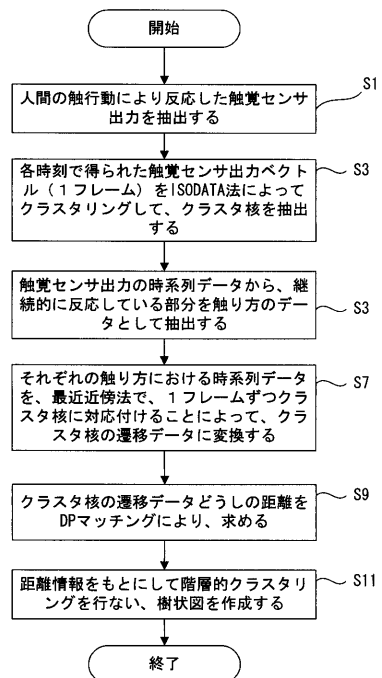 開始
S1
人間の触行動により反応した触覚センサ
出力を抽出する
S3
各時刻で得られた触覚センサ出力ベクト
ル（１フレーム）をISODATA法によって
クラスタリングして、クラスタ核を抽出
する
S3
触覚センサ出力の時系列データから、継
続的に反応している部分を触り方のデー
タとして抽出する
S7
それぞれの触り方における時系列データ
を、最近近傍法で、１フレームずつクラス
タ核に対応付けることによって、クラス
タ核の遷移データに変換する
S9
クラスタ核の遷移データどうしの距離を
DPマッチングにより、求める
S11
距離情報をもとにして階層的クラスタリ
ングを行ない、樹状図を作成する
終了